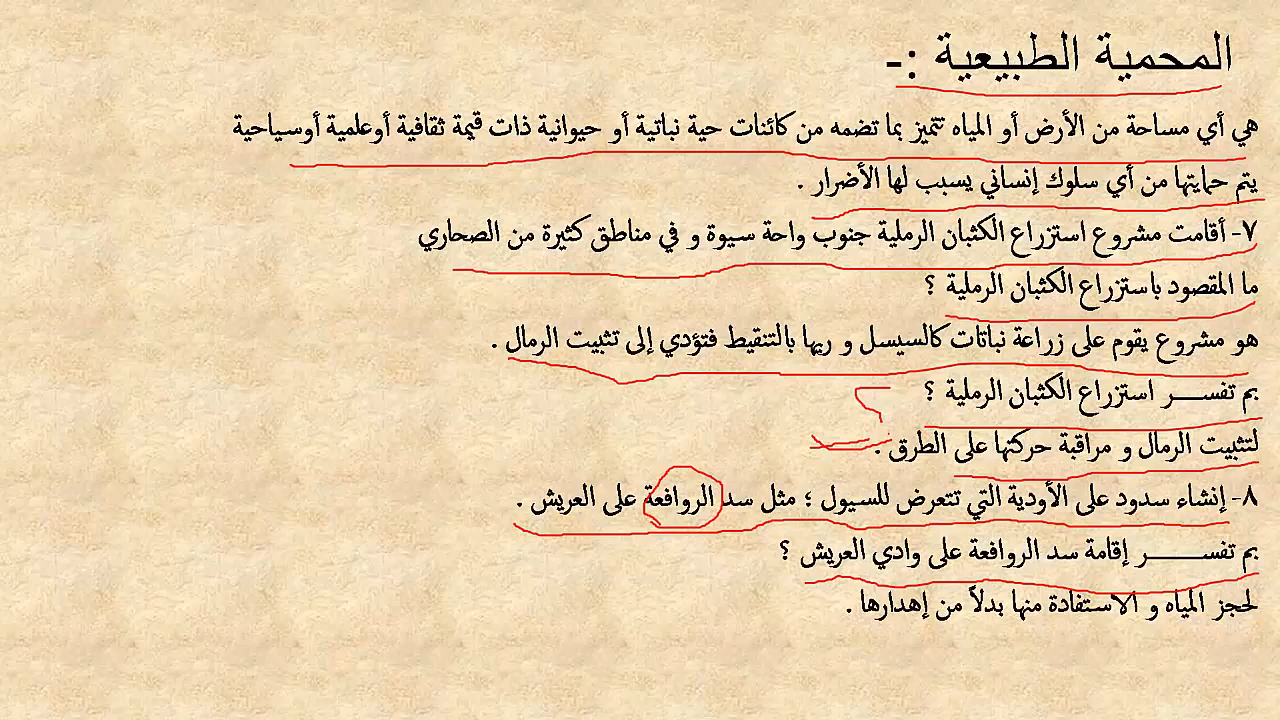 المحمية الطبيعية :-
هي أي مساحة من الأرض أو المياه تتميز بما تضمه من كائنات حية نباتية أو حيوانية ذات قيمة ثقافية أوعلمية أوسياحية
يتم حمايتها من أي سلوك إنساني يسبب لها الأضرار .
٧- أقامت مشروع استزراع الكثبان الرملية جنوب واحة سيوة و في مناطق كثيرة من الصحاري
ما المقصود باستزراع الكثبان الرملية ؟
هو مشروع يقوم على زراعة نباتات كالسيسل و ريها بالتنقيط فتؤدي إلى تثبيت الرمال .
بم تفســـر استزراع الكثبان الرملية ؟
لتثبيت الرمال و مراقبة حركتها على الطرق .
٨- إنشاء سدود على الأودية التي تتعرض للسيول ؛ مثل سد الروافعة على العريش .
بم تفســـــر إقامة سد الروافعة على وادي العريش ؟
لحجز المياه و الاستفادة منها بدلاً من إهدارها .